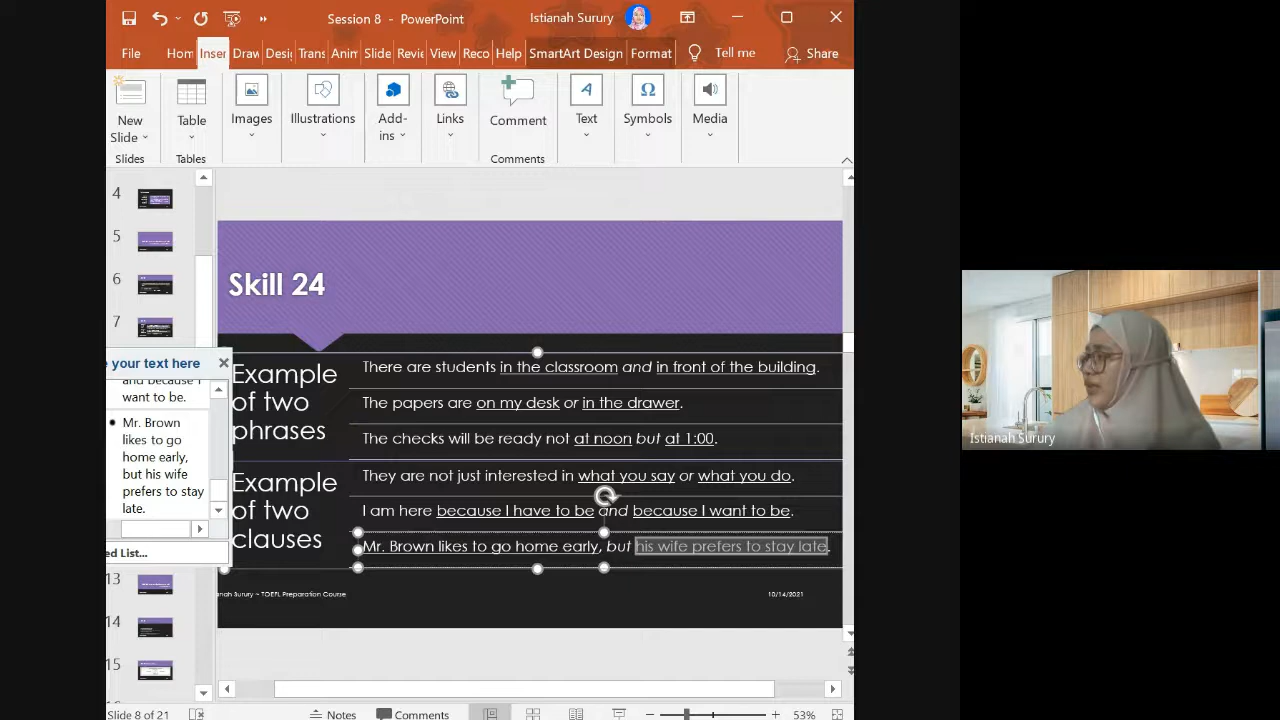 Session 8 - PowerPoint
Istianah Surury
File Hom Inser Draw Desig Trans Anim Slide Revie View Reco Help SmartArt Design Format Tell me Share
New Slide
Table
Images
Illustrations
Add-ins
Links
Comment
Text
Symbols
Media
Slides
Tables
Comments
4
5
6
7
your text here
and because I
want to be.
Mr. Brown
likes to go
home early,
but his wife
prefers to stay
late.
ed List...
13
14
15
Skill 24
Example
of two
phrases
There are students in the classroom and in front of the building.
The papers are on my desk or in the drawer.
The checks will be ready not at noon but at 1:00.
Example
of two
clauses
They are not just interested in what you say or what you do.
I am here because I have to be and because I want to be.
Mr. Brown likes to go home early, but his wife prefers to stay late.
anah Surury ~ TOEFL Preparation Course
10/14/2021
Slide 8 of 21
Notes
Comments
53%
Istianah Surury